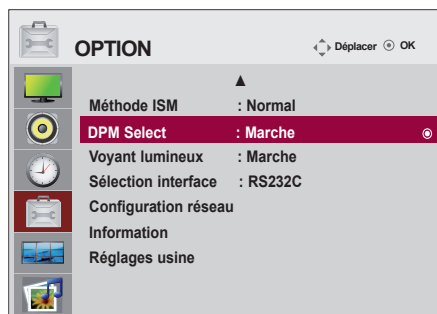 OPTION
Déplacer OK
Méthode ISM : Normal
DPM Select : Marche
Voyant lumineux : Marche
Sélection interface : RS232C
Configuration réseau
Information
Réglages usine